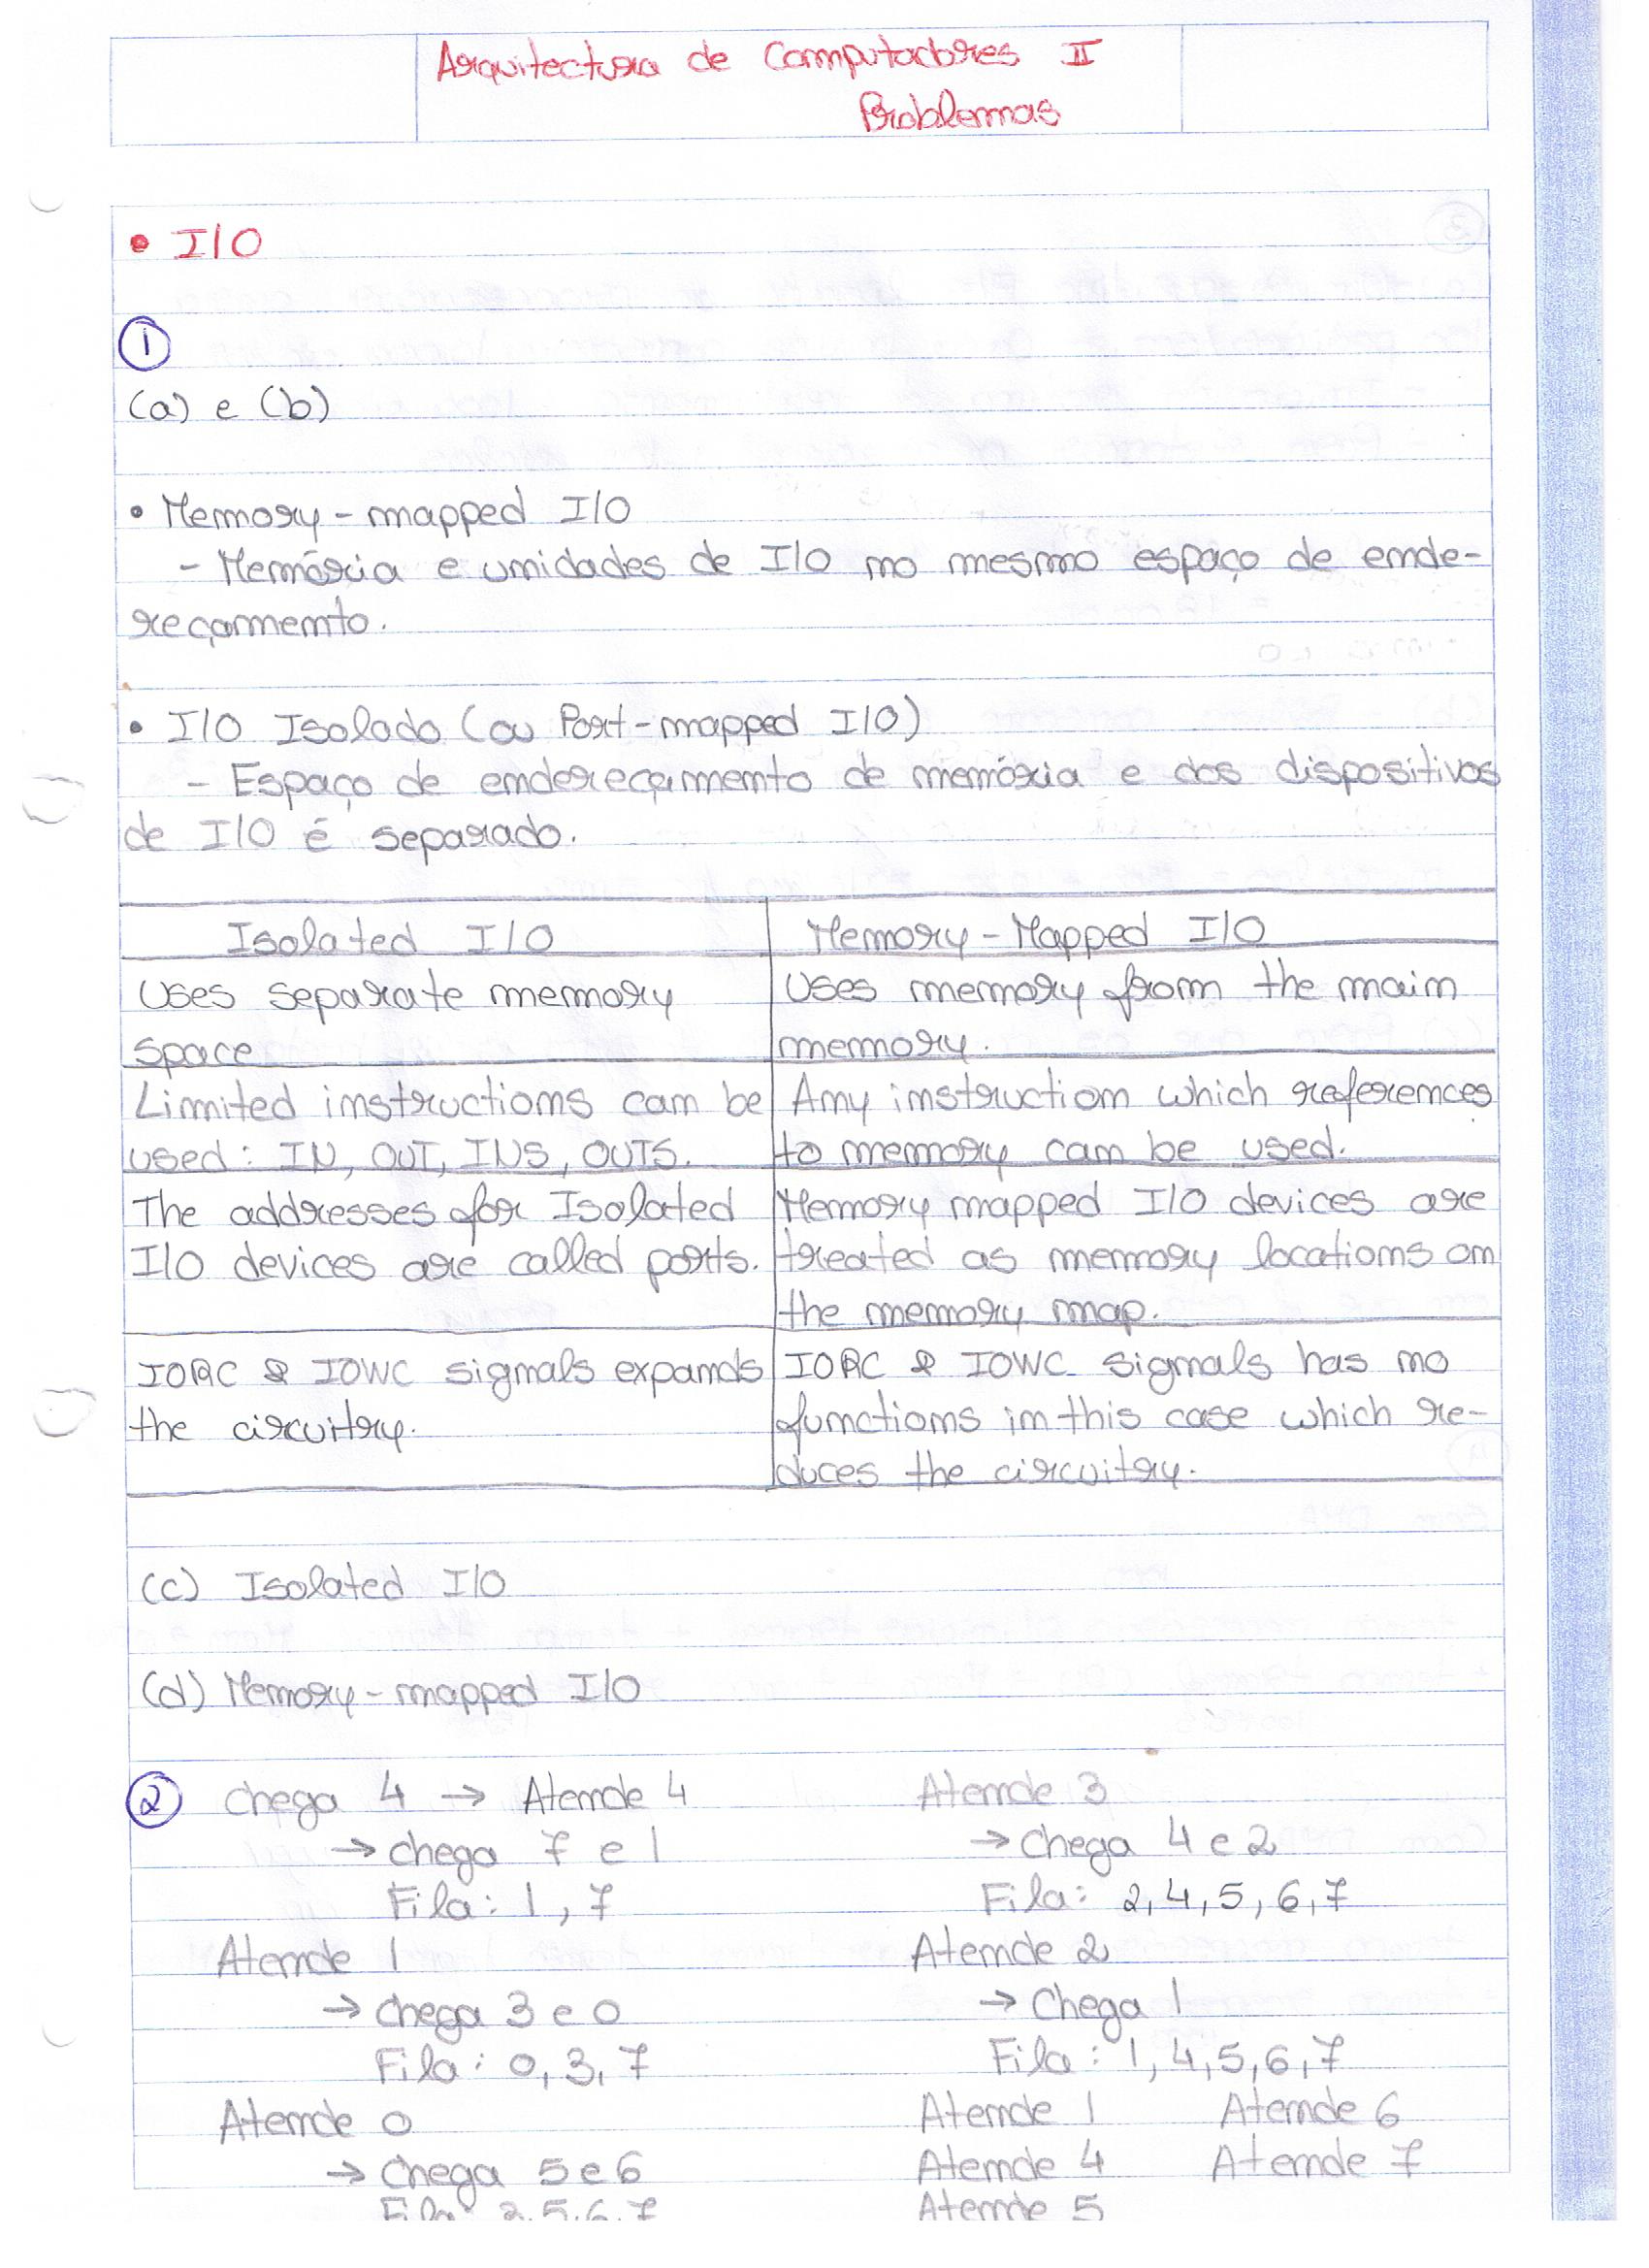 Arquitectura de Computadores II
Problemas
• I/O
1
(a) e (b)
• Memory-mapped I/O
- Memória e unidades de I/O no mesmo espaço de ende-
reçamento.
• I/O Isolado (ou Port-mapped I/O)
- Espaço de endereçamento de memória e dos dispositivos
de I/O é separado.
Isolated I/O
Memory-Mapped I/O
Uses separate memory
space
Uses memory from the main
memory.
Limited instructions can be
used: IN, OUT, INS, OUTS.
Any instruction which references
to memory can be used.
The addresses for Isolated
I/O devices are called ports.
Memory mapped I/O devices are
treated as memory locations on
the memory map.
IORC & IOWC signals expands
the circuitry.
IORC & IOWC signals has no
functions in this case which re-
duces the circuitry.
(c) Isolated I/O
(d) Memory-mapped I/O
2 Chega 4 → Atende 4
→ Chega 7 e 1
Fila: 1, 7
Atende 1
→ Chega 3 e 0
Fila: 0, 3, 7
Atende 0
→ Chega 5 e 6
Fila: 3, 5, 6, 7
Atende 3
→ Chega 4 e 2
Fila: 2, 4, 5, 6, 7
Atende 2
→ Chega 1
Fila: 1, 4, 5, 6, 7
Atende 1 Atende 6
Atende 4 Atende 7
Atende 5